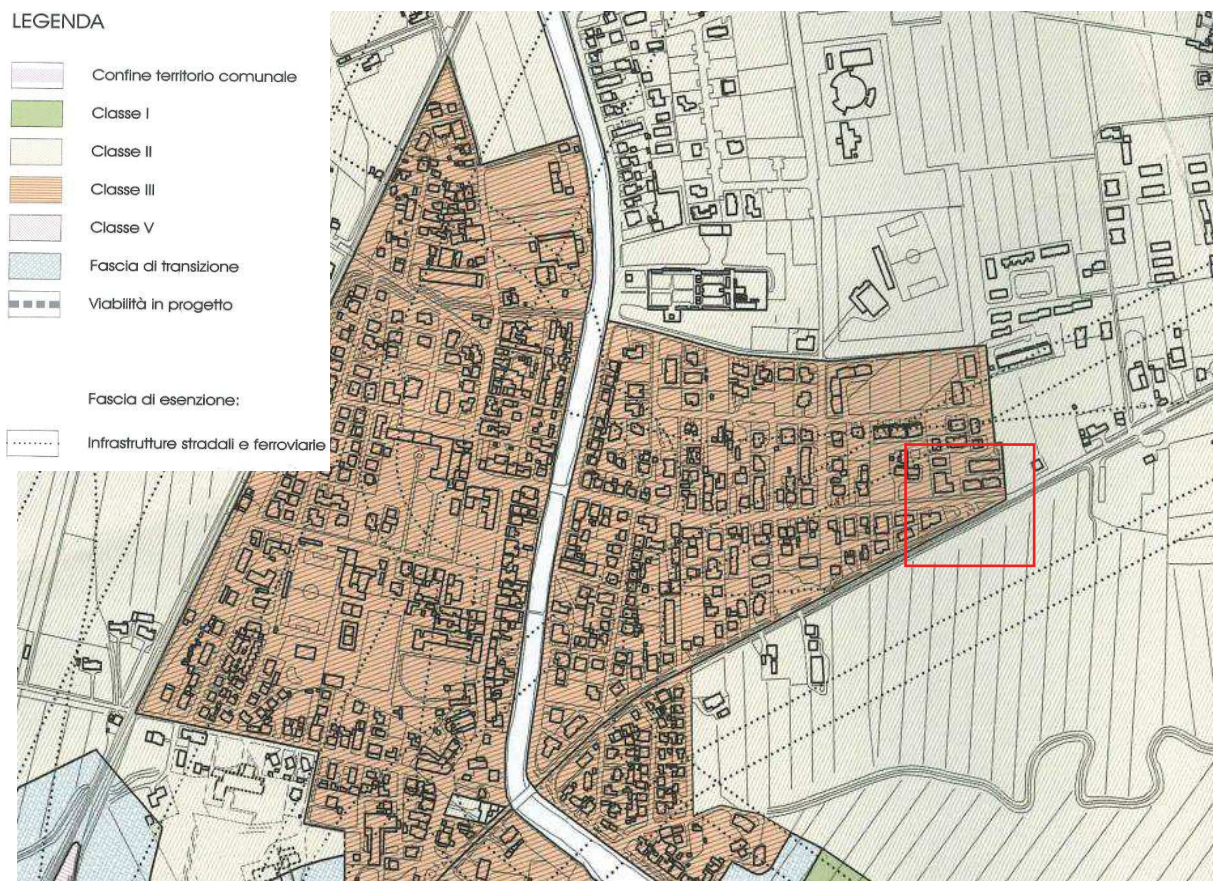 LEGENDA
Confine territorio comunale
Classe I
Classe II
Classe III
Classe V
Fascia di transizione
Viabilità in progetto
Fascia di esenzione:
Infrastrutture stradali e ferroviarie